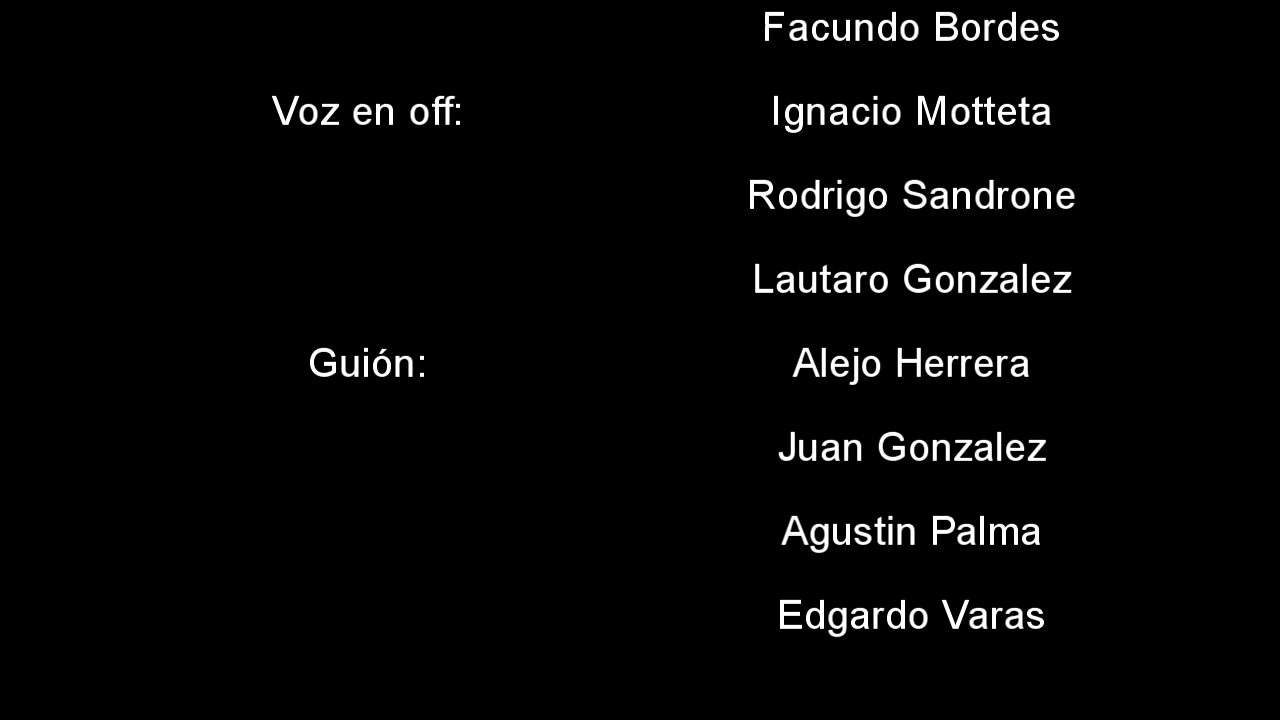 Facundo Bordes
Voz en off: Ignacio Motteta
Rodrigo Sandrone
Lautaro Gonzalez
Guión: Alejo Herrera
Juan Gonzalez
Agustin Palma
Edgardo Varas